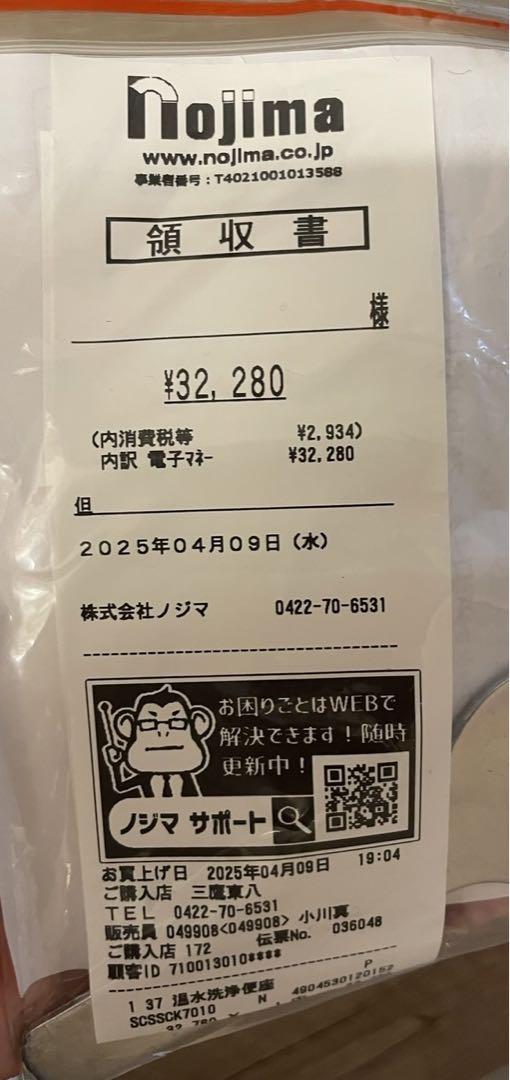 nojima
www.nojima.co.jp
事業者番号：T4021001013588
領収書
様
¥32,280
(内消費税等 ¥2,934)
内訳 電子マネー ¥32,280
但
2025年04月09日（水）
株式会社ノジマ 0422-70-6531
お困りごとはWEBで
解決できます！随時
更新中！
ノジマ サポート
お買上げ日 2025年04月09日 19:04
ご購入店 三鷹東八
TEL 0422-70-6531
販売員 049908<049908> 小川真
ご購入店 172 伝票No. 036048
顧客ID 710013010****
P
1 37 温水洗浄便座 N 4904530120152
SCSSCK7010